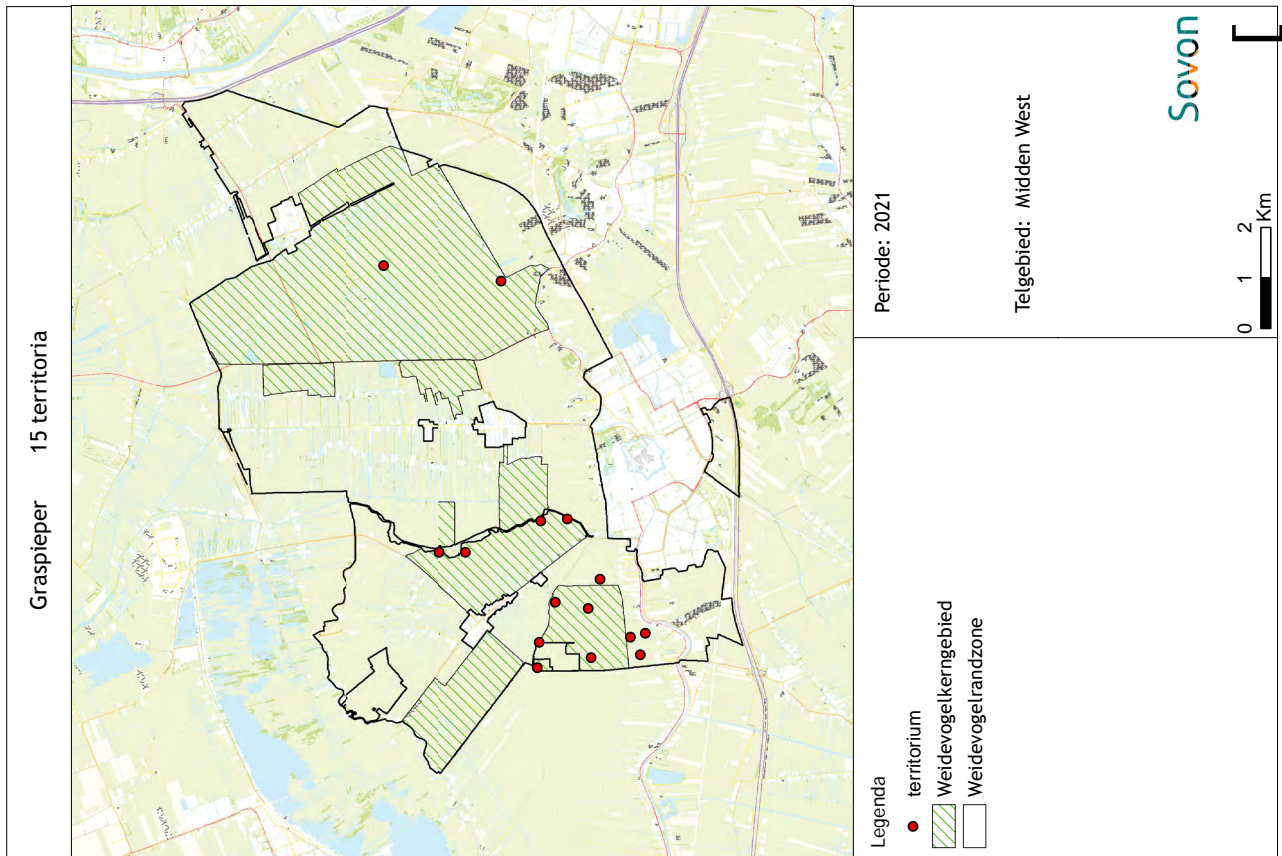 Graspieper 15 territoria
Legenda
territorium
Weidevogelkerngebied
Weidevogelrandzone
Periode: 2021
Telgebied: Midden West
0 1 2
Km
Sovon